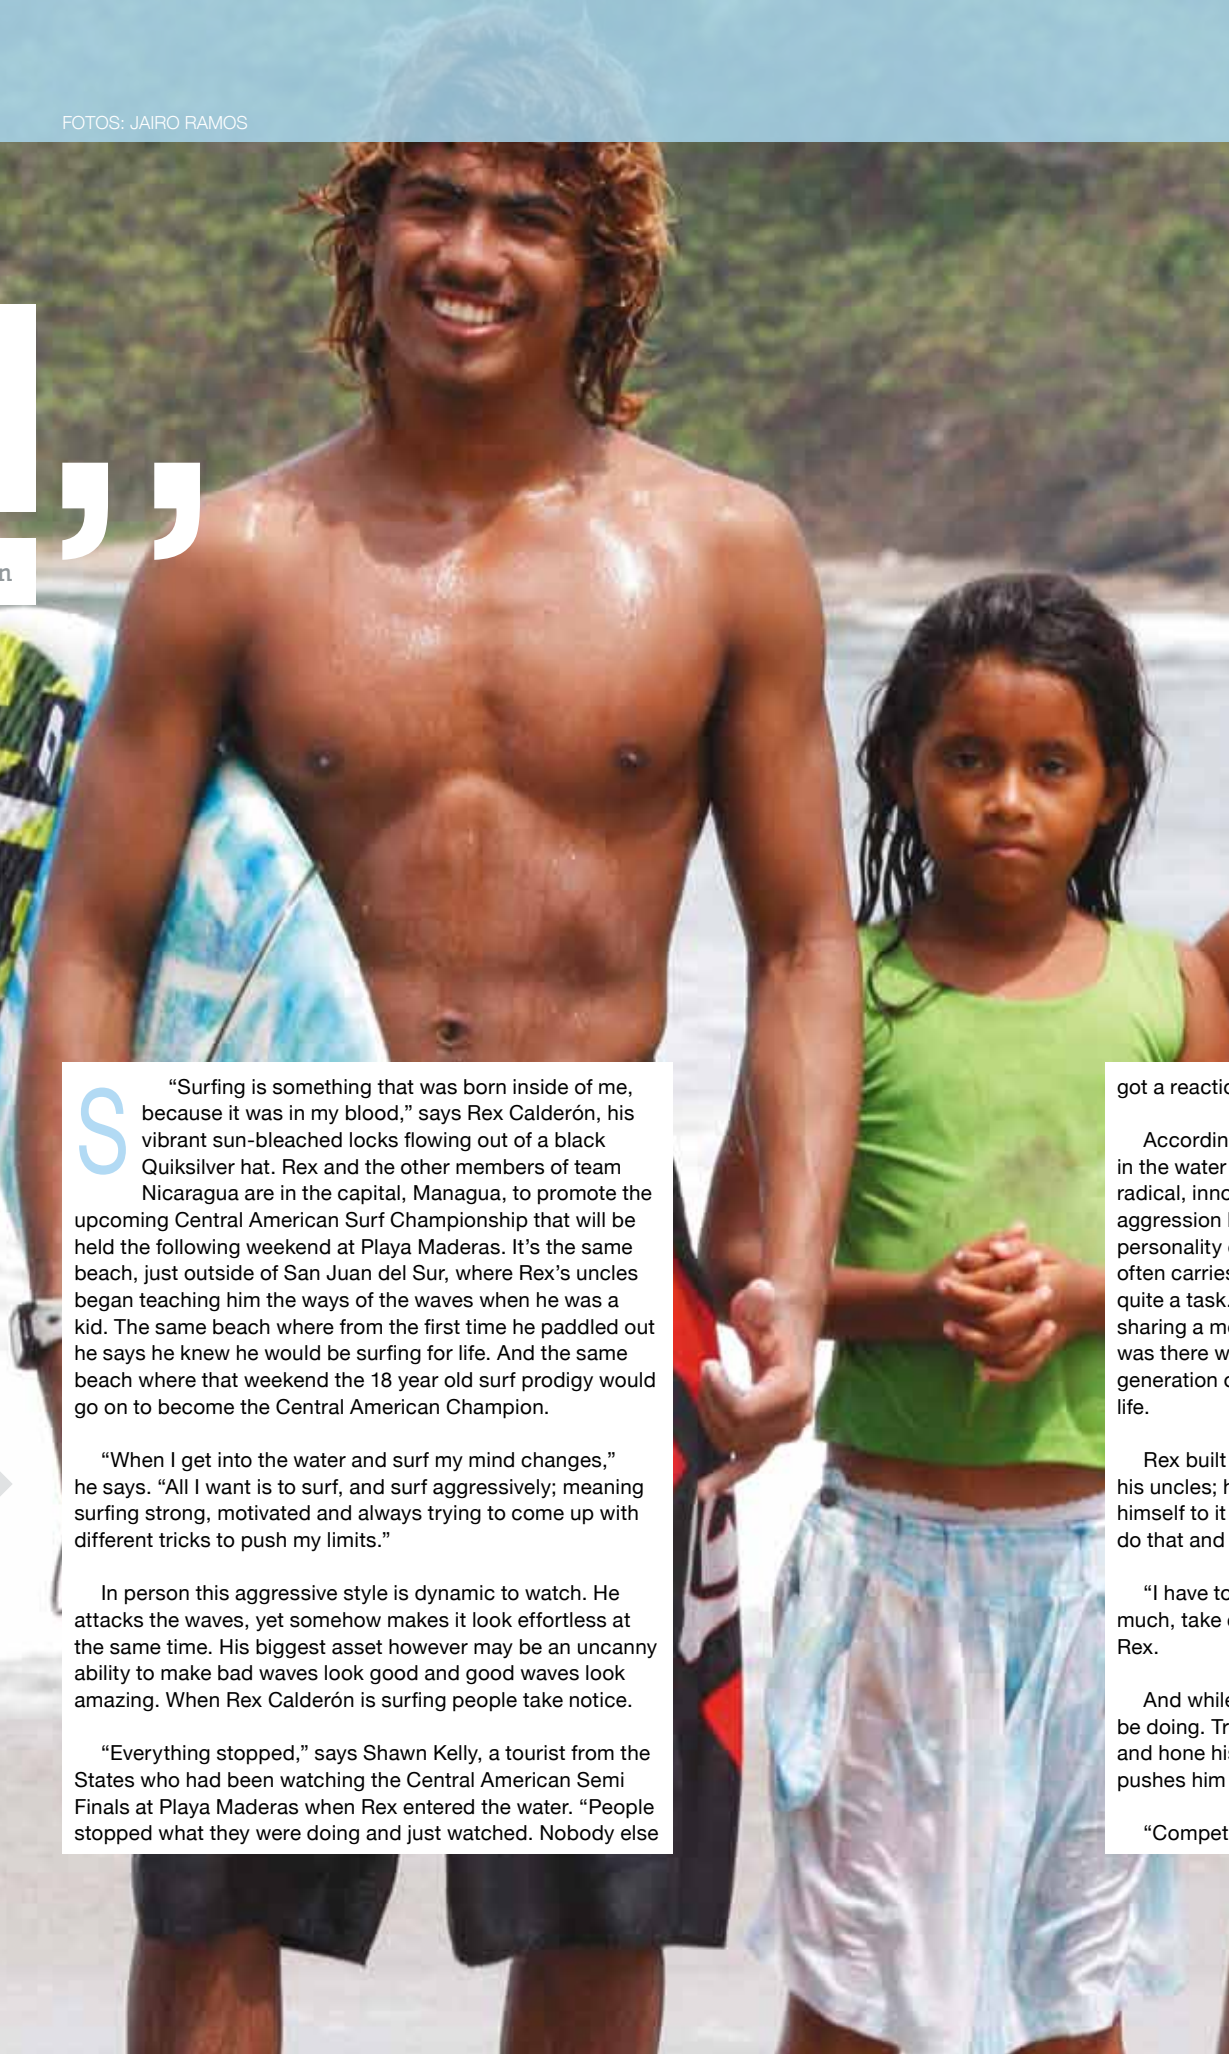 FOTOS: JAIRO RAMOS
”
n
“Surfing is something that was born inside of me,
S because it was in my blood,” says Rex Calderón, his
vibrant sun-bleached locks flowing out of a black
Quiksilver hat. Rex and the other members of team
Nicaragua are in the capital, Managua, to promote the
upcoming Central American Surf Championship that will be
held the following weekend at Playa Maderas. It’s the same
beach, just outside of San Juan del Sur, where Rex’s uncles
began teaching him the ways of the waves when he was a
kid. The same beach where from the first time he paddled out
he says he knew he would be surfing for life. And the same
beach where that weekend the 18 year old surf prodigy would
go on to become the Central American Champion.
“When I get into the water and surf my mind changes,”
he says. “All I want is to surf, and surf aggressively; meaning
surfing strong, motivated and always trying to come up with
different tricks to push my limits.”
In person this aggressive style is dynamic to watch. He
attacks the waves, yet somehow makes it look effortless at
the same time. His biggest asset however may be an uncanny
ability to make bad waves look good and good waves look
amazing. When Rex Calderón is surfing people take notice.
“Everything stopped,” says Shawn Kelly, a tourist from the
States who had been watching the Central American Semi
Finals at Playa Maderas when Rex entered the water. “People
stopped what they were doing and just watched. Nobody else
got a
in the water
radical,
aggression
personality
often
quite a task.
sharing a
was there
generation
life.
Rex built
his uncles;
himself to it
do that and
“I have
much, take
Rex.
And
be doing.
and hone
pushes him